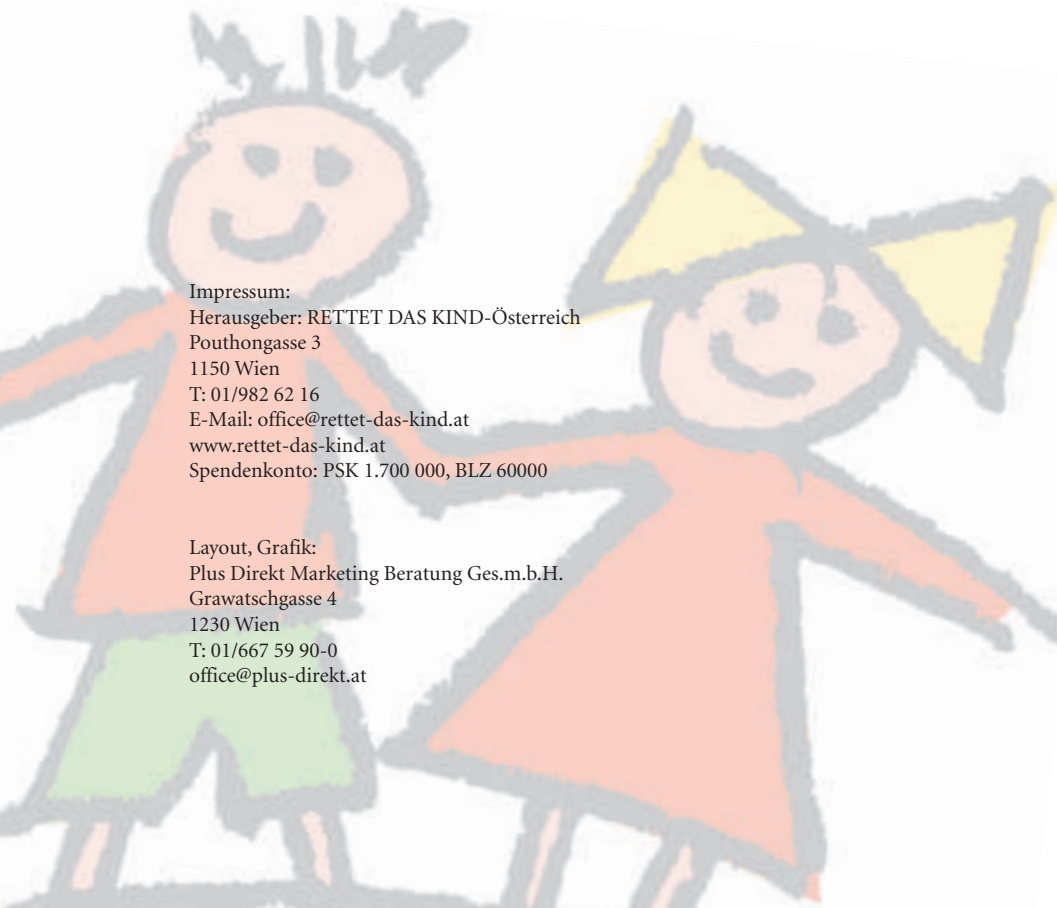 Impressum:
Herausgeber: RETTET DAS KIND-Österreich
Pouthongasse 3
1150 Wien
T: 01/982 62 16
E-Mail: office@rettet-das-kind.at
www.rettet-das-kind.at
Spendenkonto: PSK 1.700 000, BLZ 60000
Layout, Grafik:
Plus Direkt Marketing Beratung Ges.m.b.H.
Grawatschgasse 4
1230 Wien
T: 01/667 59 90-0
office@plus-direkt.at